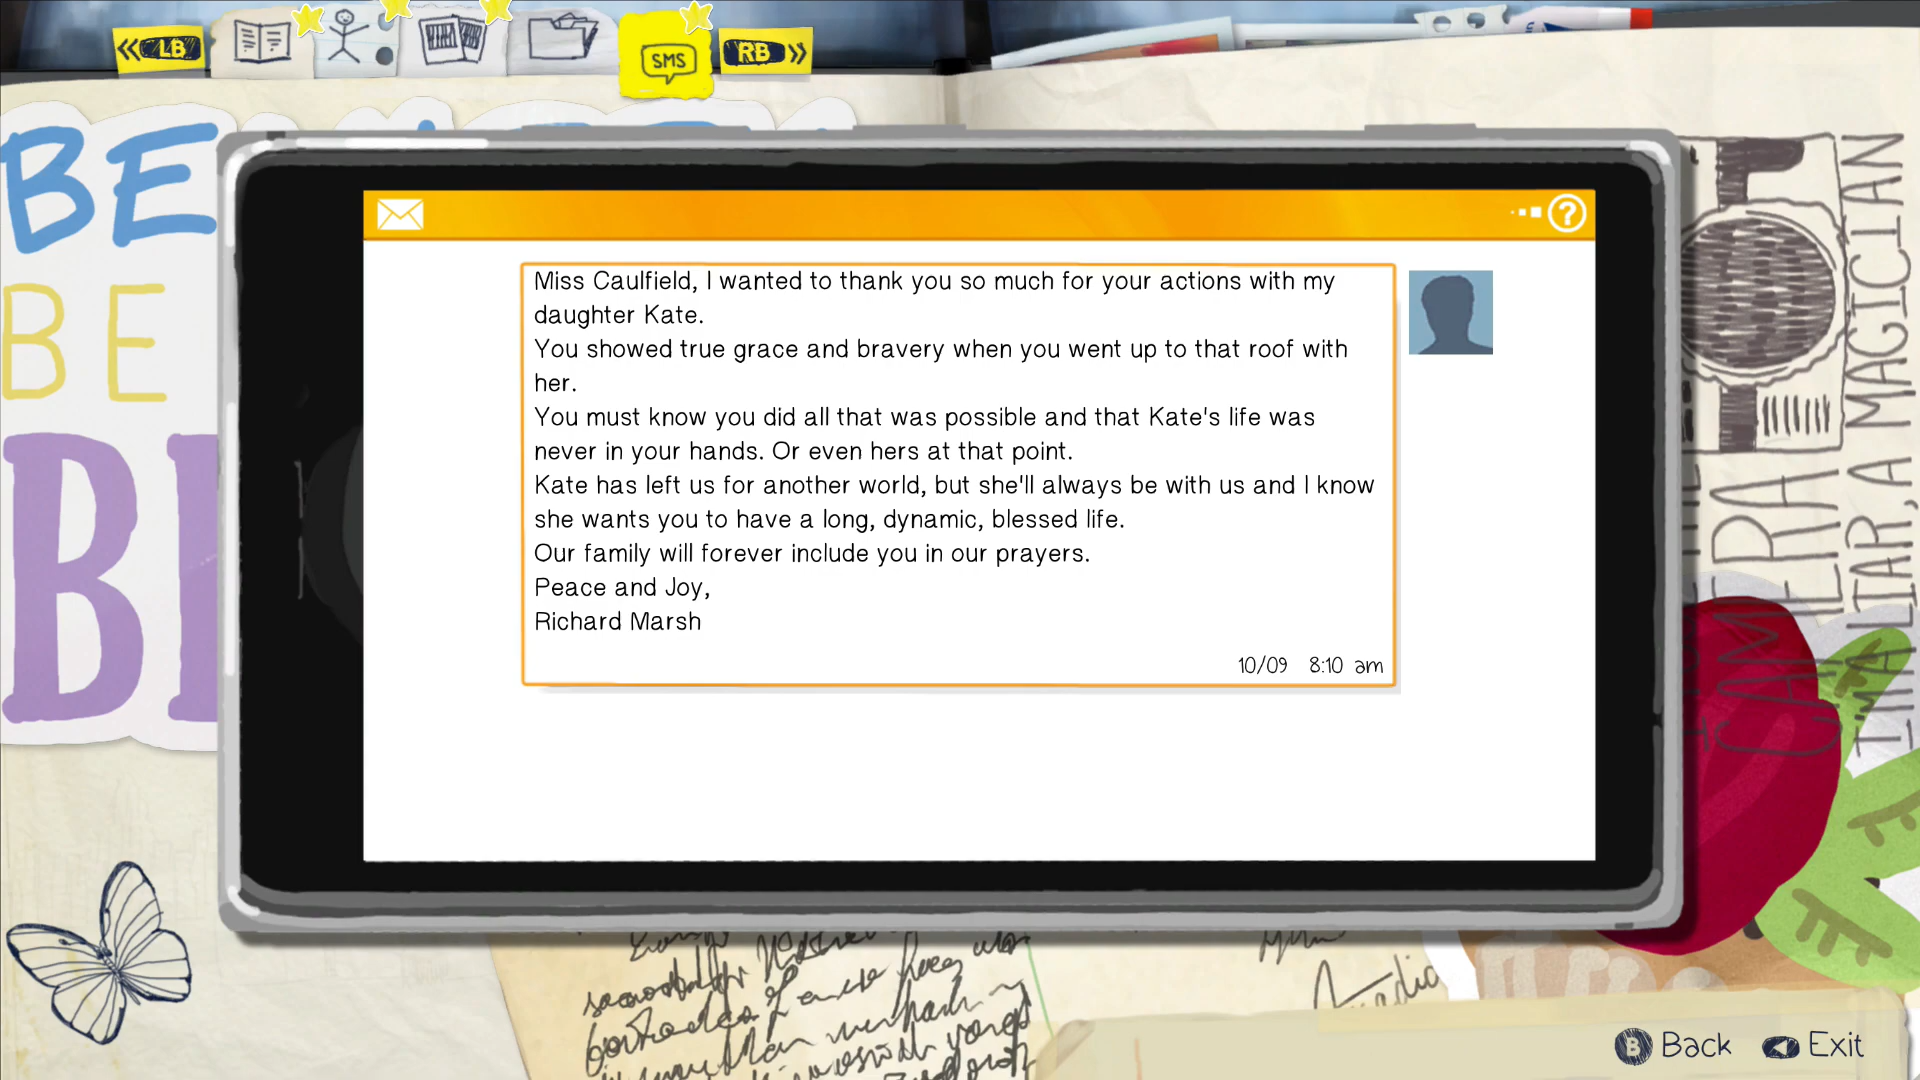 LB
SMS
RB
BE
BE
Miss Caulfield, I wanted to thank you so much for your actions with my
daughter Kate.
You showed true grace and bravery when you went up to that roof with
her.
You must know you did all that was possible and that Kate's life was
never in your hands. Or even hers at that point.
Kate has left us for another world, but she'll always be with us and I know
she wants you to have a long, dynamic, blessed life.
Our family will forever include you in our prayers.
Peace and Joy,
Richard Marsh
10/09 8:10 am
CAMERA
I'M A LIAR, A MAGICIAN
B Back
Exit